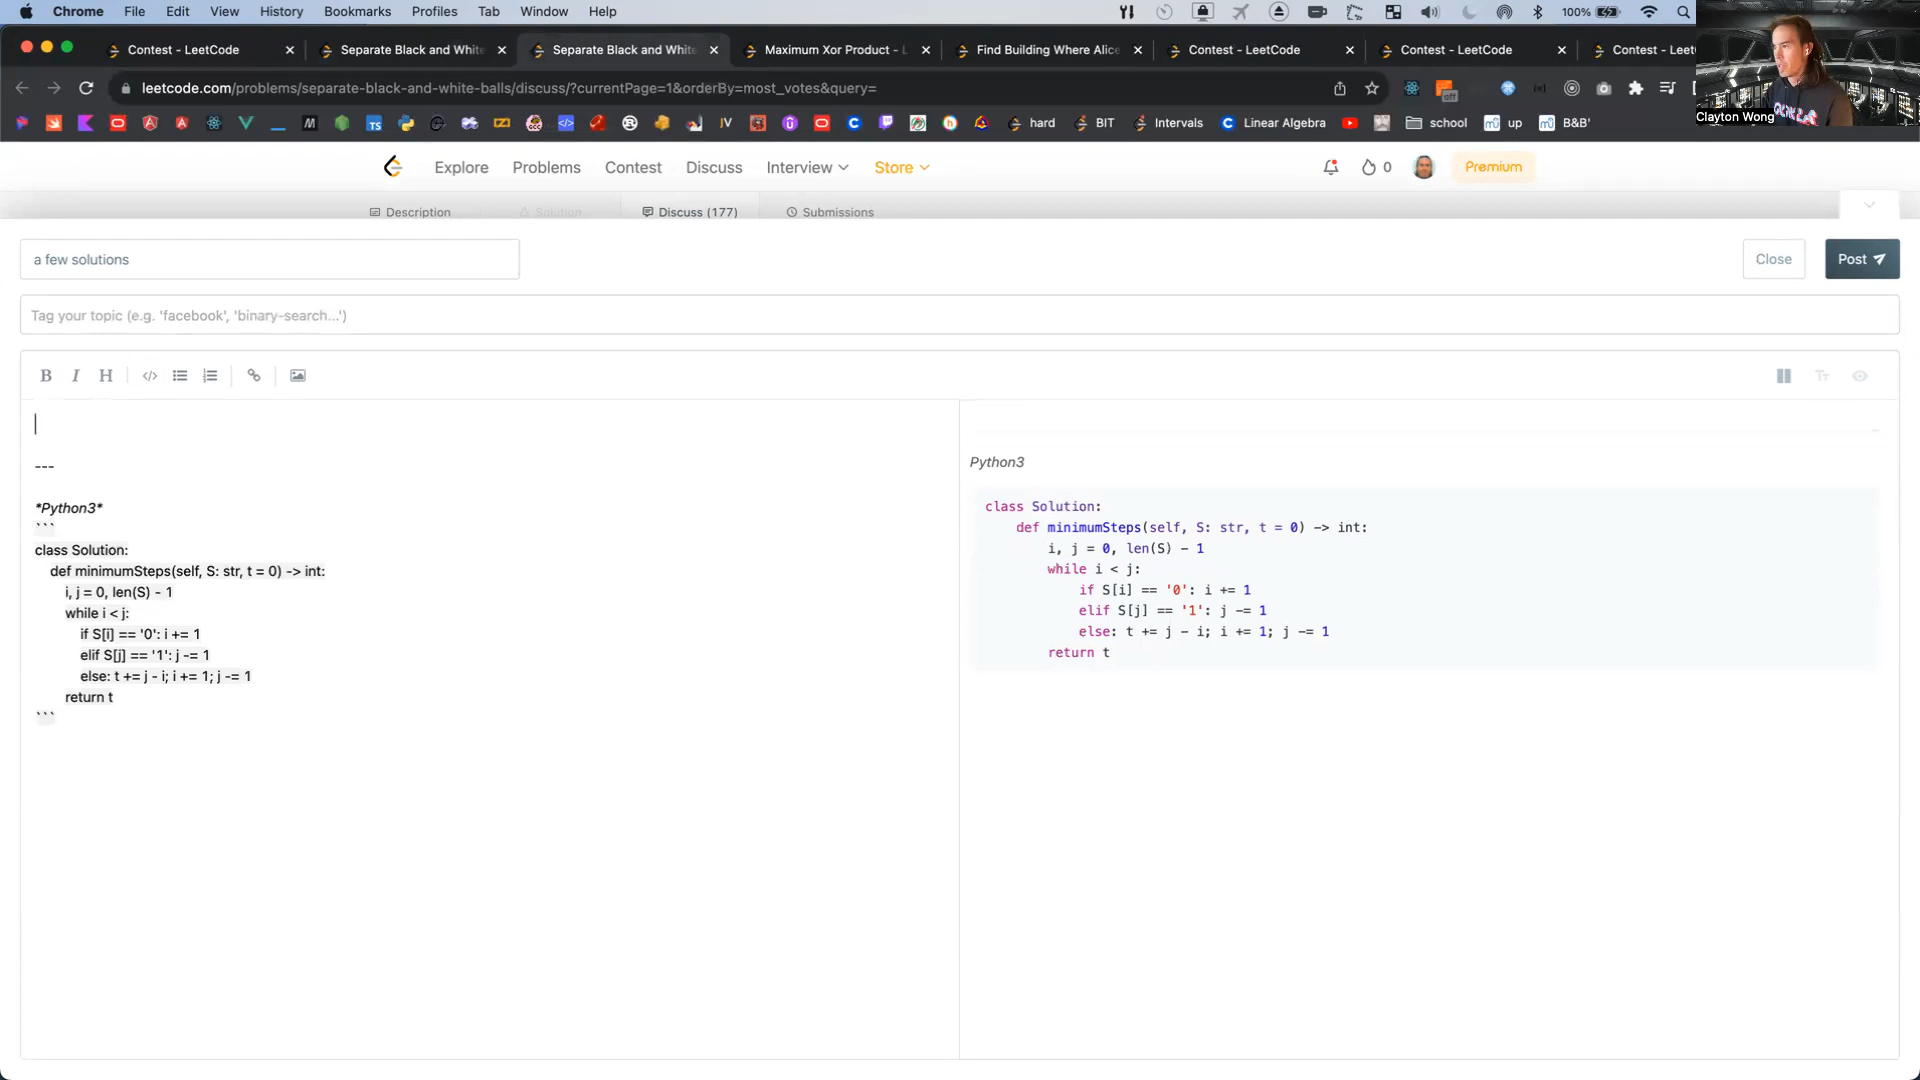 Chrome File Edit View History Bookmarks Profiles Tab Window Help 100%
Contest - LeetCode Separate Black and White Separate Black and White Maximum Xor Product - L Find Building Where Alice Contest - LeetCode Contest - LeetCode Contest - Leet
leetcode.com/problems/separate-black-and-white-balls/discuss/?currentPage=1&orderBy=most_votes&query=
Clayton Wong
hard BIT Intervals Linear Algebra school up B&B'
Explore Problems Contest Discuss Interview Store 0 Premium
Description Solution Discuss (177) Submissions
a few solutions Close Post
Tag your topic (e.g. 'facebook', 'binary-search...')
B I H
---
*Python3*
```
class Solution:
def minimumSteps(self, S: str, t = 0) -> int:
i, j = 0, len(S) - 1
while i < j:
if S[i] == '0': i += 1
elif S[j] == '1': j -= 1
else: t += j - i; i += 1; j -= 1
return t
```
Python3
class Solution:
def minimumSteps(self, S: str, t = 0) -> int:
i, j = 0, len(S) - 1
while i < j:
if S[i] == '0': i += 1
elif S[j] == '1': j -= 1
else: t += j - i; i += 1; j -= 1
return t